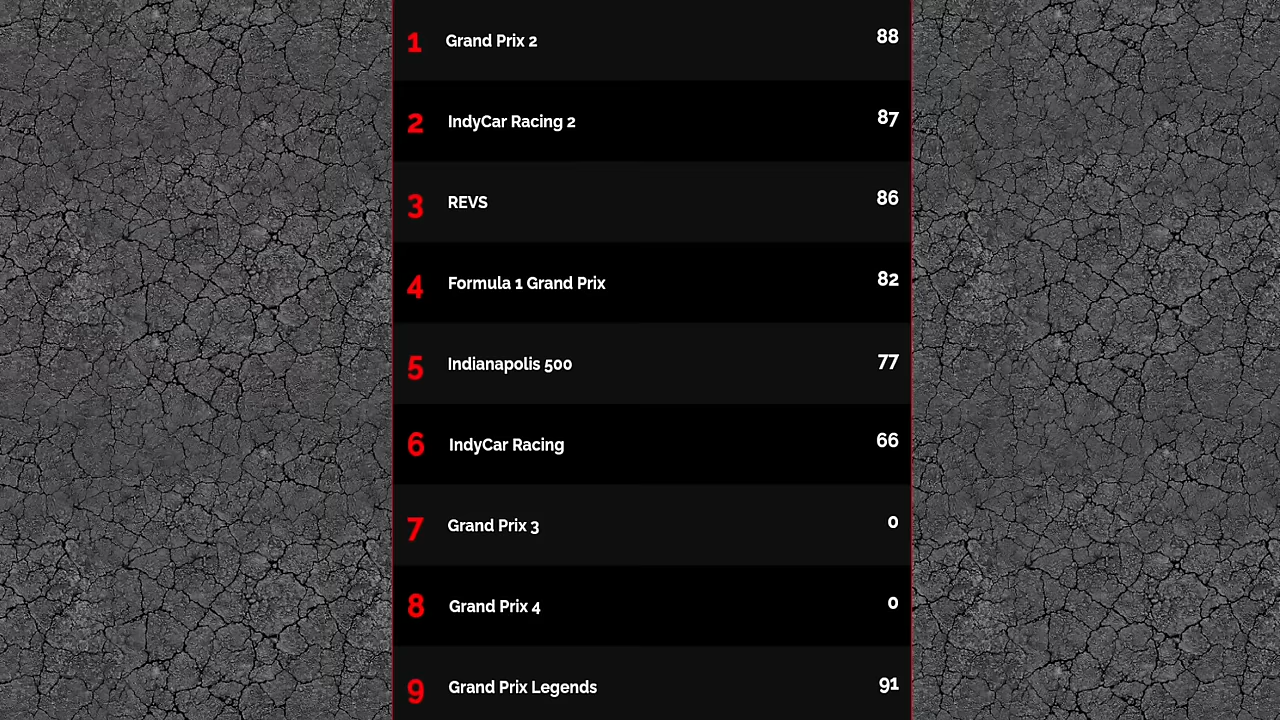 1 Grand Prix 2 88
2 IndyCar Racing 2 87
3 REVS 86
4 Formula 1 Grand Prix 82
5 Indianapolis 500 77
6 IndyCar Racing 66
7 Grand Prix 3 0
8 Grand Prix 4 0
9 Grand Prix Legends 91